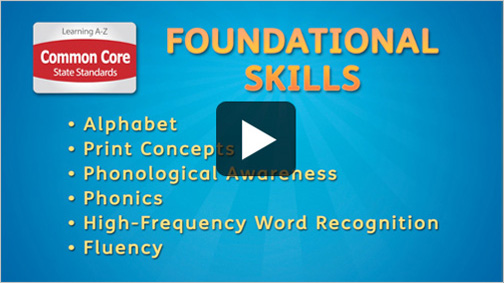 Learning A-Z
Common Core
State Standards
FOUNDATIONAL
SKILLS
• Alphabet
• Print Concepts
• Phonological Awareness
• Phonics
• High-Frequency Word Recognition
• Fluency